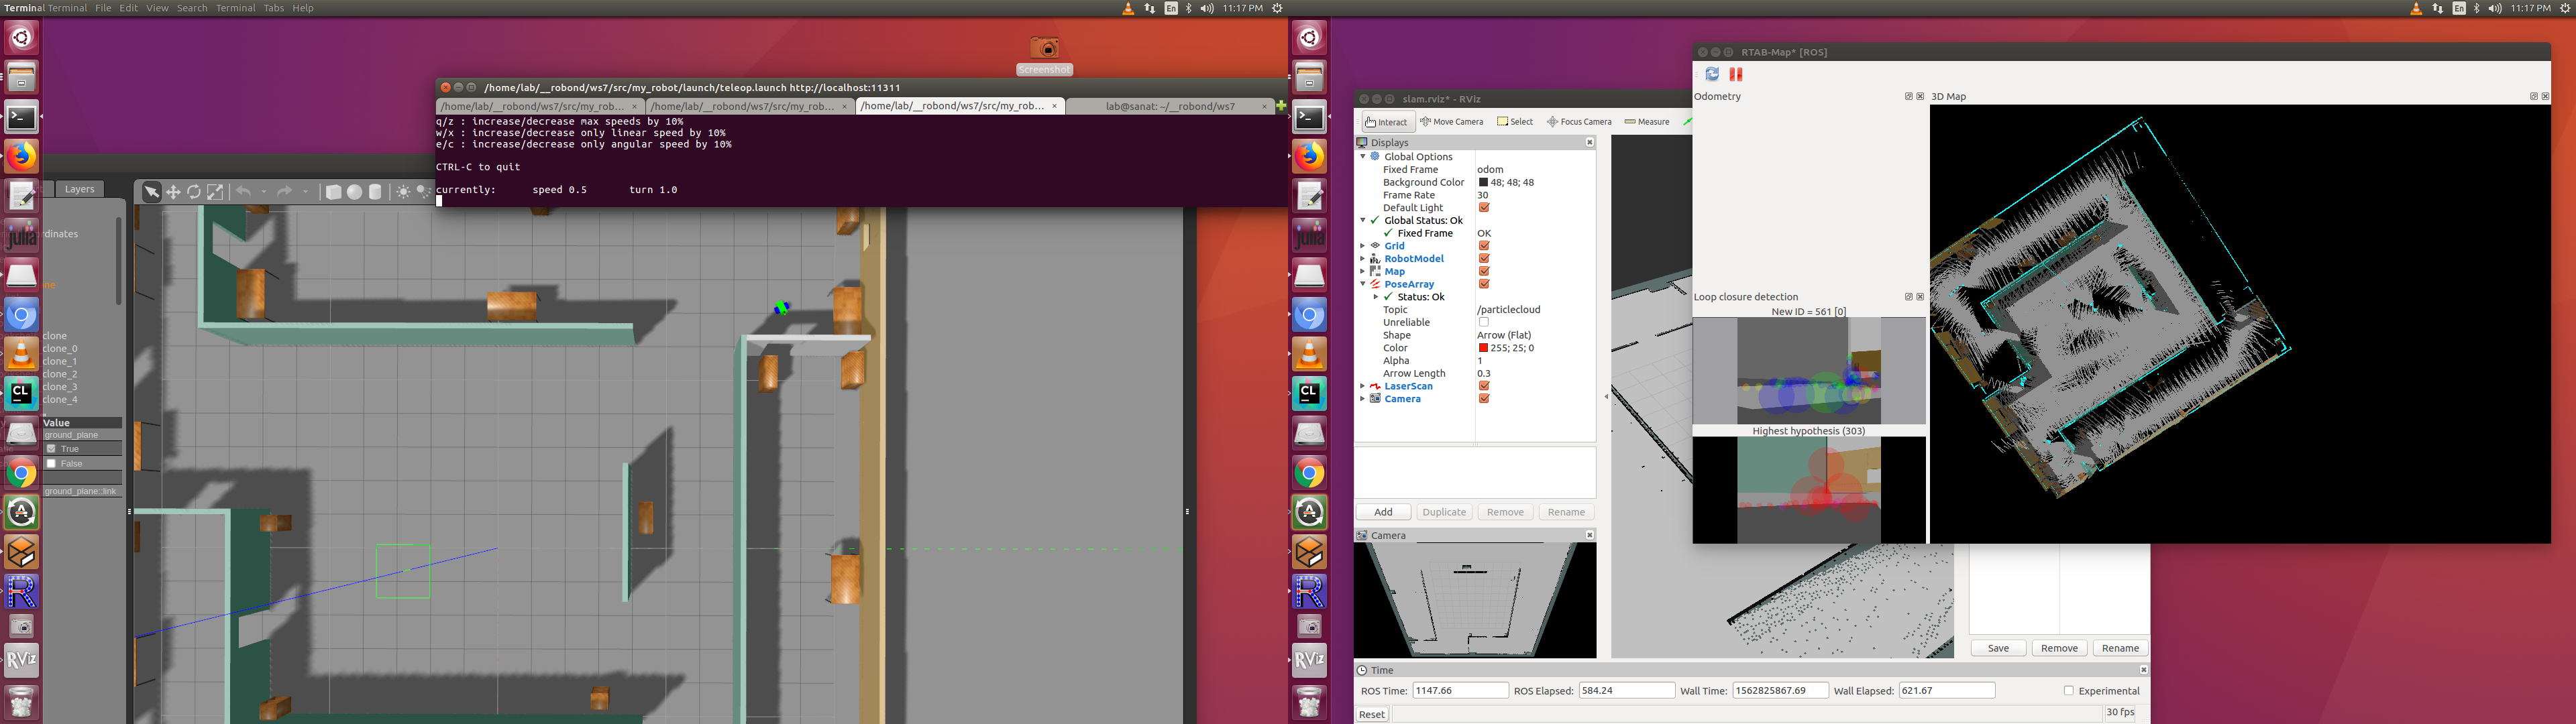 Terminal Terminal File Edit View Search Terminal Tabs Help
En 11:17 PM
Screenshot
/home/lab/__robond/ws7/src/my_robot/launch/teleop.launch http://localhost:11311
/home/lab/__robond/ws7/src/my_rob... × /home/lab/__robond/ws7/src/my_rob... × /home/lab/__robond/ws7/src/my_rob... × lab@sanat: ~/__robond/ws7 ×
q/z : increase/decrease max speeds by 10%
w/x : increase/decrease only linear speed by 10%
e/c : increase/decrease only angular speed by 10%
CTRL-C to quit
currently: speed 0.5 turn 1.0
Layers
rdinates
clone
clone_0
clone_1
clone_2
clone_3
clone_4
Value
ground_plane
True
False
ground_plane::link
julia
CL
R
RViz
En 11:17 PM
julia
CL
R
RViz
slam.rviz* - RViz
Interact Move Camera Select Focus Camera Measure
Displays
Global Options
Fixed Frame odom
Background Color 48; 48; 48
Frame Rate 30
Default Light
Global Status: Ok
Fixed Frame OK
Grid
RobotModel
Map
PoseArray
Status: Ok
Topic /particlecloud
Unreliable
Shape Arrow (Flat)
Color 255; 25; 0
Alpha 1
Arrow Length 0.3
LaserScan
Camera
Add Duplicate Remove Rename
Camera
RTAB-Map* [ROS]
Odometry
3D Map
Loop closure detection
New ID = 561 [0]
Highest hypothesis (303)
Save Remove Rename
Time
ROS Time: 1147.66 ROS Elapsed: 584.24 Wall Time: 1562825867.69 Wall Elapsed: 621.67 Experimental
Reset 30 fps